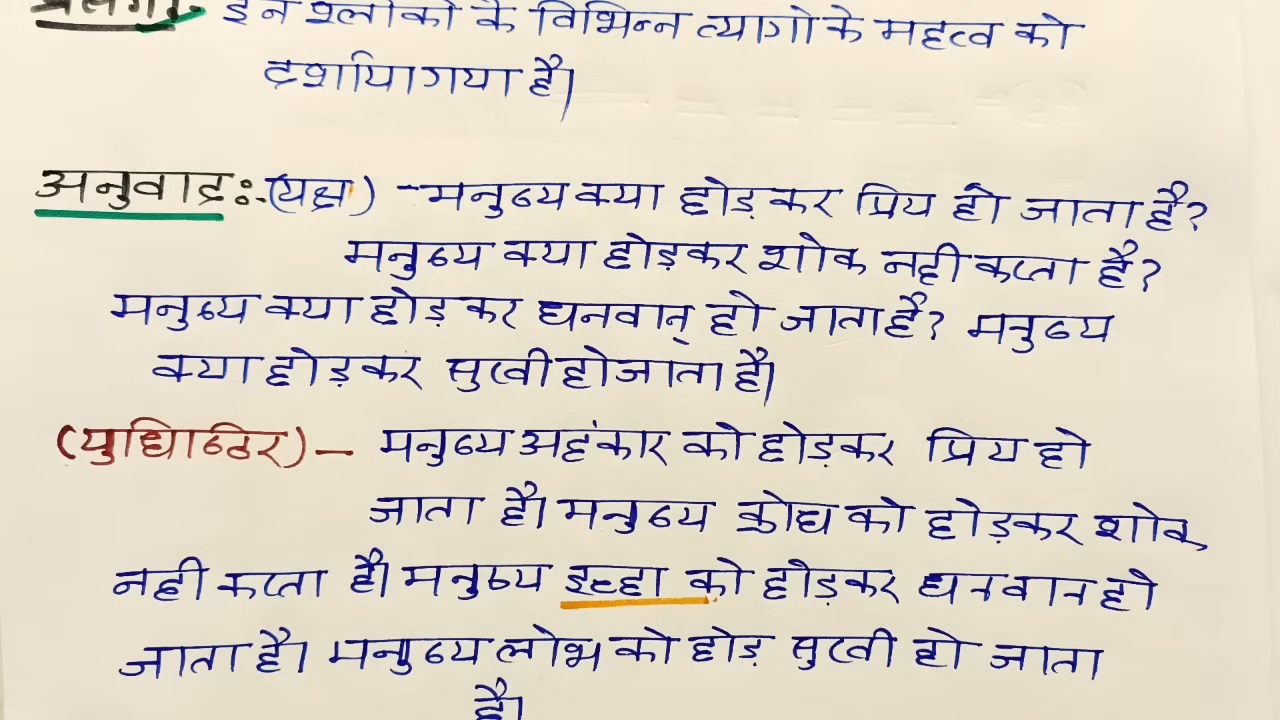 प्रसंग:- इन श्लोकों के विभिन्न त्यागो के महत्व को
दर्शाया गया है।
अनुवाद:- (यक्ष) - मनुष्य क्या छोड़कर प्रिय हो जाता है?
मनुष्य क्या छोड़कर शोक नही करता है?
मनुष्य क्या छोड़कर धनवान् हो जाता है? मनुष्य
क्या छोड़कर सुखी हो जाता है।
(युधिष्ठिर) - मनुष्य अहंकार को छोड़कर प्रिय हो
जाता है। मनुष्य क्रोध को छोड़कर शोक
नही करता है। मनुष्य इच्छा को छोड़कर धनवान हो
जाता है। मनुष्य लोभ को छोड़ सुखी हो जाता
है।